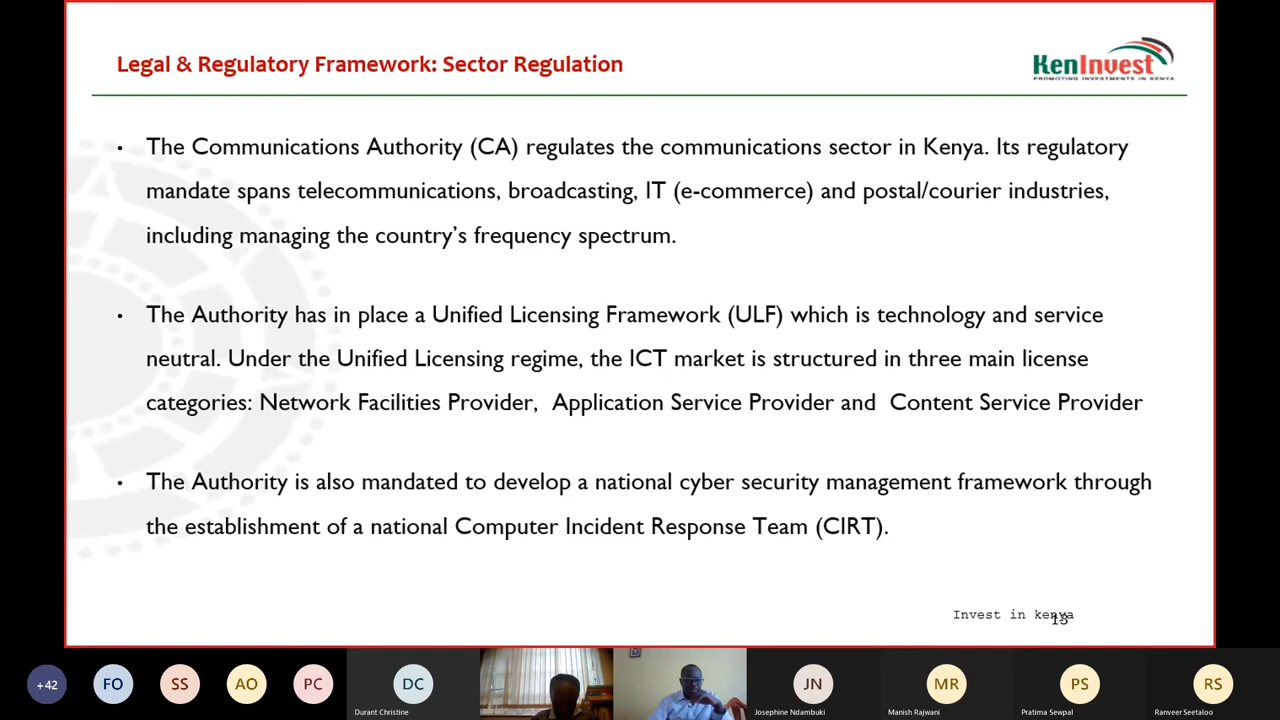 Legal & Regulatory Framework: Sector Regulation
KenInvest
PROMOTING INVESTMENTS IN KENYA
• The Communications Authority (CA) regulates the communications sector in Kenya. Its regulatory
mandate spans telecommunications, broadcasting, IT (e-commerce) and postal/courier industries,
including managing the country’s frequency spectrum.
• The Authority has in place a Unified Licensing Framework (ULF) which is technology and service
neutral. Under the Unified Licensing regime, the ICT market is structured in three main license
categories: Network Facilities Provider, Application Service Provider and Content Service Provider
• The Authority is also mandated to develop a national cyber security management framework through
the establishment of a national Computer Incident Response Team (CIRT).
Invest in kenya
13
+42 FO SS AO PC DC JN MR PS RS
Durant Christine Josephine Ndambuki Manish Rajwani Pratima Sewpal Ranveer Seetaloo